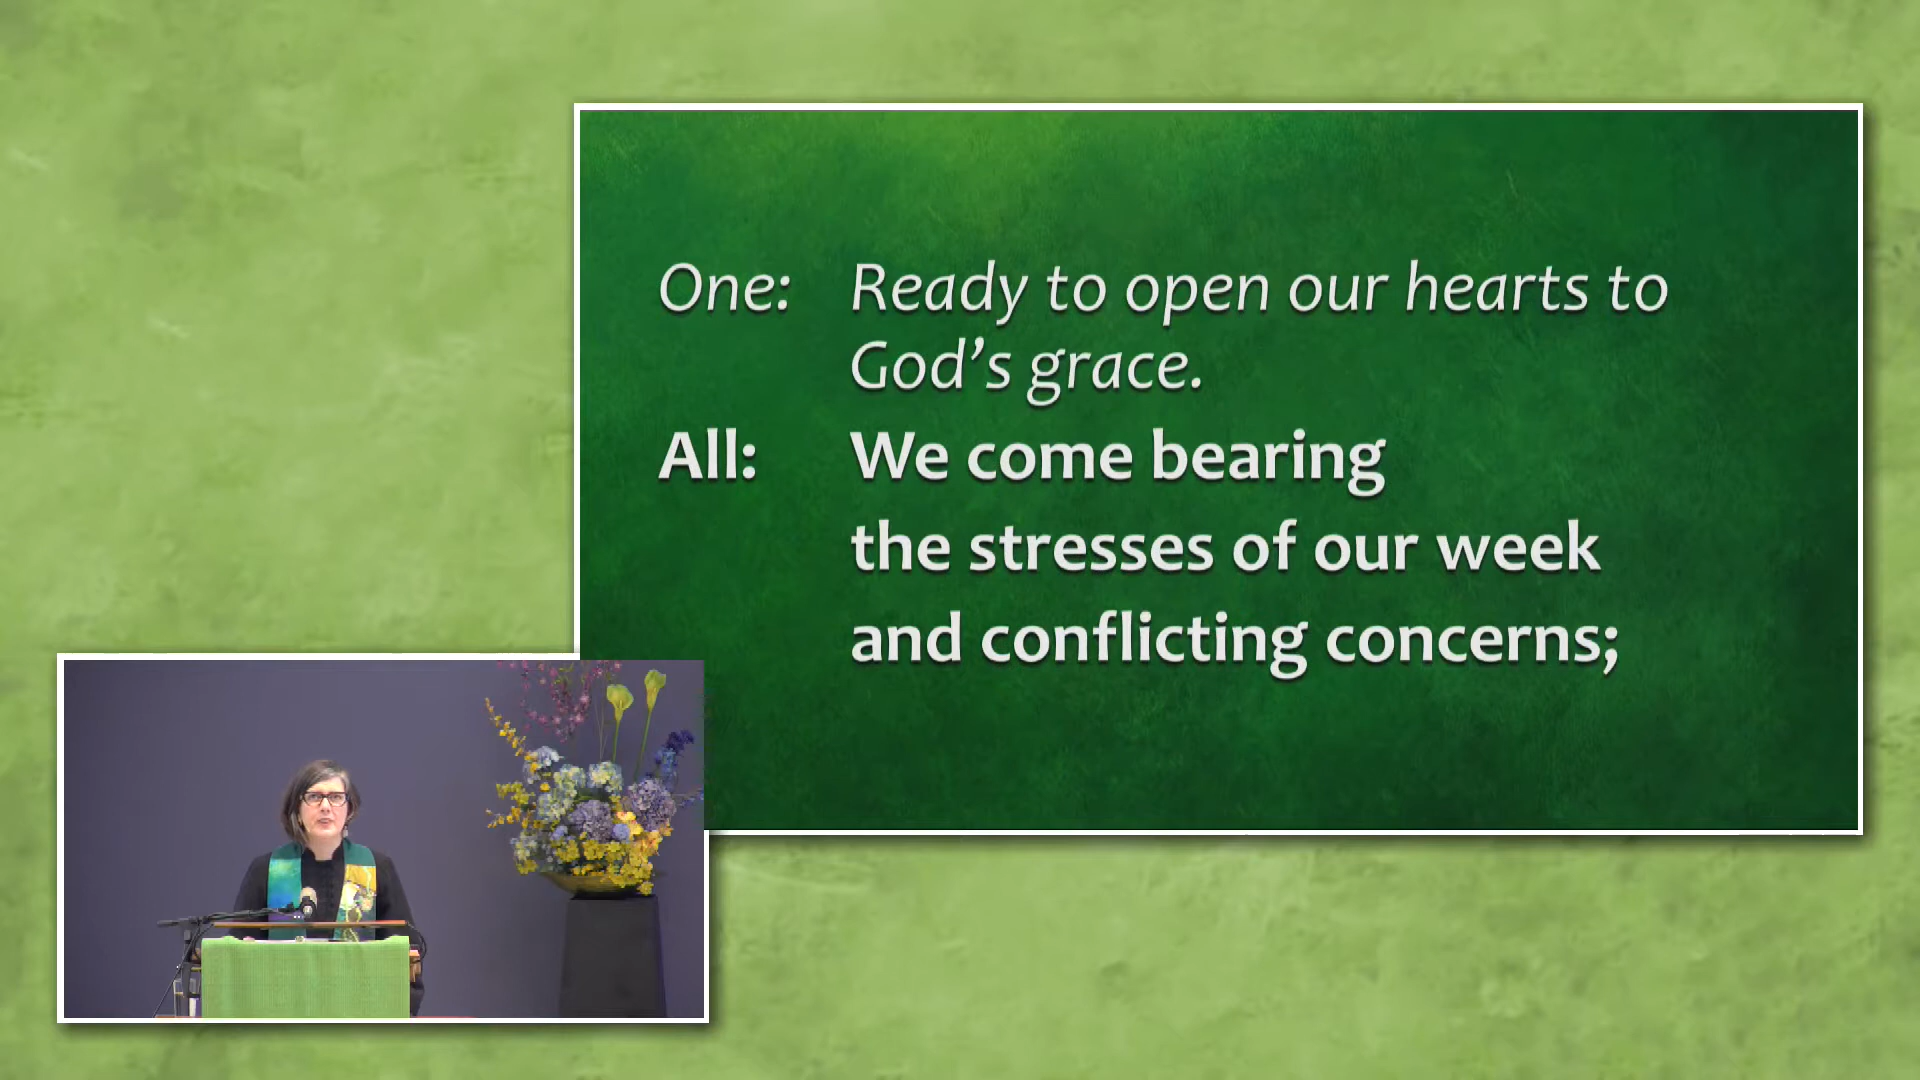 One: Ready to open our hearts to
God’s grace.
All: We come bearing
the stresses of our week
and conflicting concerns;